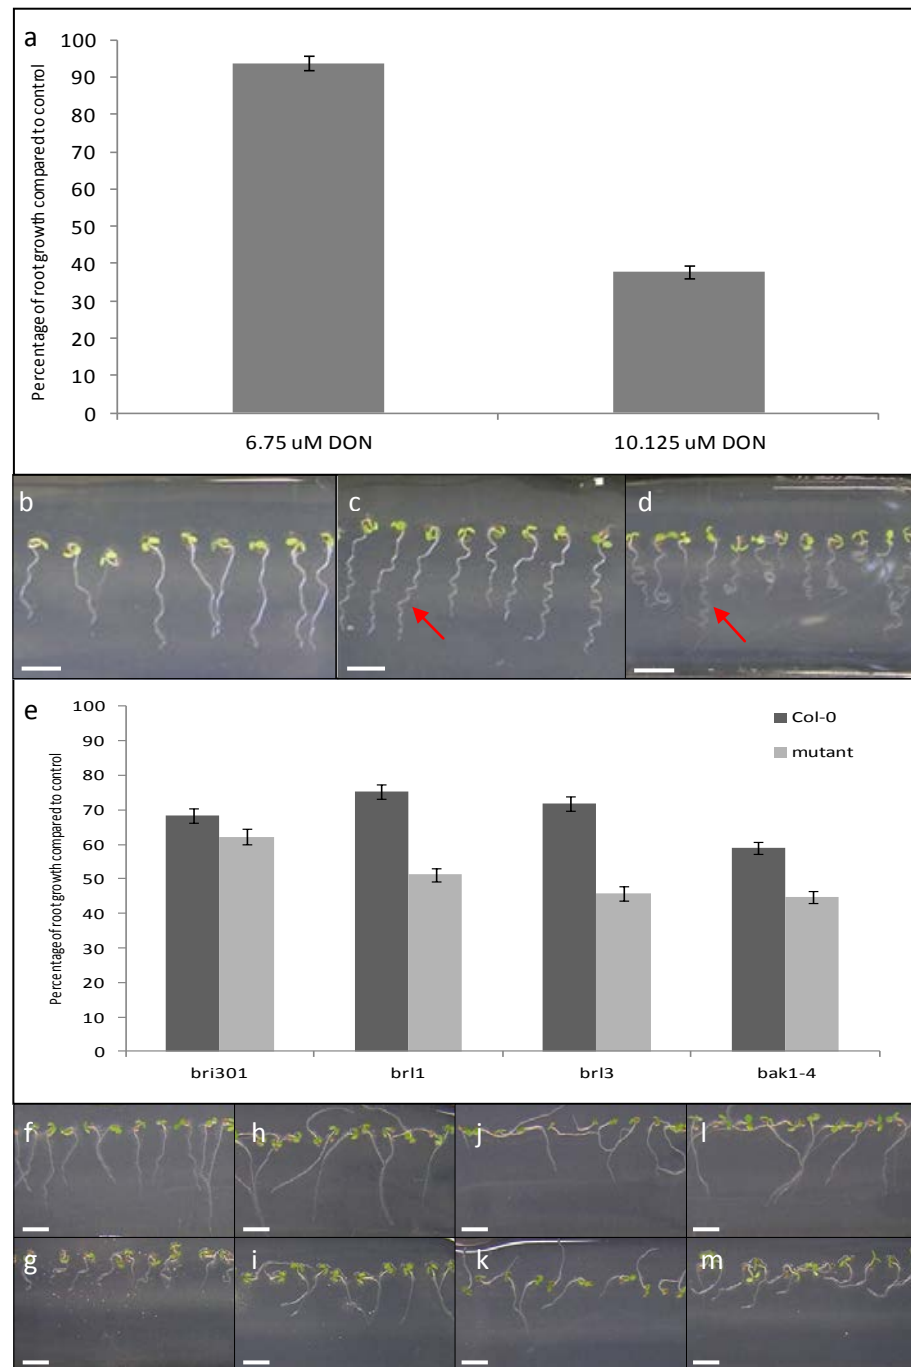 a
Percentage of root growth compared to control
100
90
80
70
60
50
40
30
20
10
0
6.75 uM DON
10.125 uM DON
b
c
d
e
Percentage of root growth compared to control
100
90
80
70
60
50
40
30
20
10
0
Col-0
mutant
bri301
brl1
brl3
bak1-4
f
h
j
l
g
i
k
m